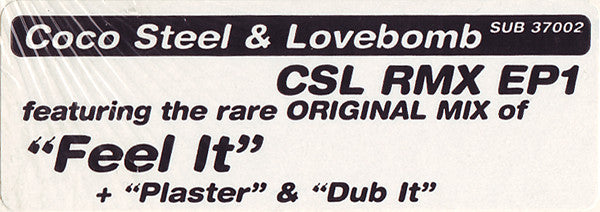 Coco Steel & Lovebomb SUB 37002
CSL RMX EP1
featuring the rare ORIGINAL MIX of
“Feel It”
+ “Plaster” & “Dub It”